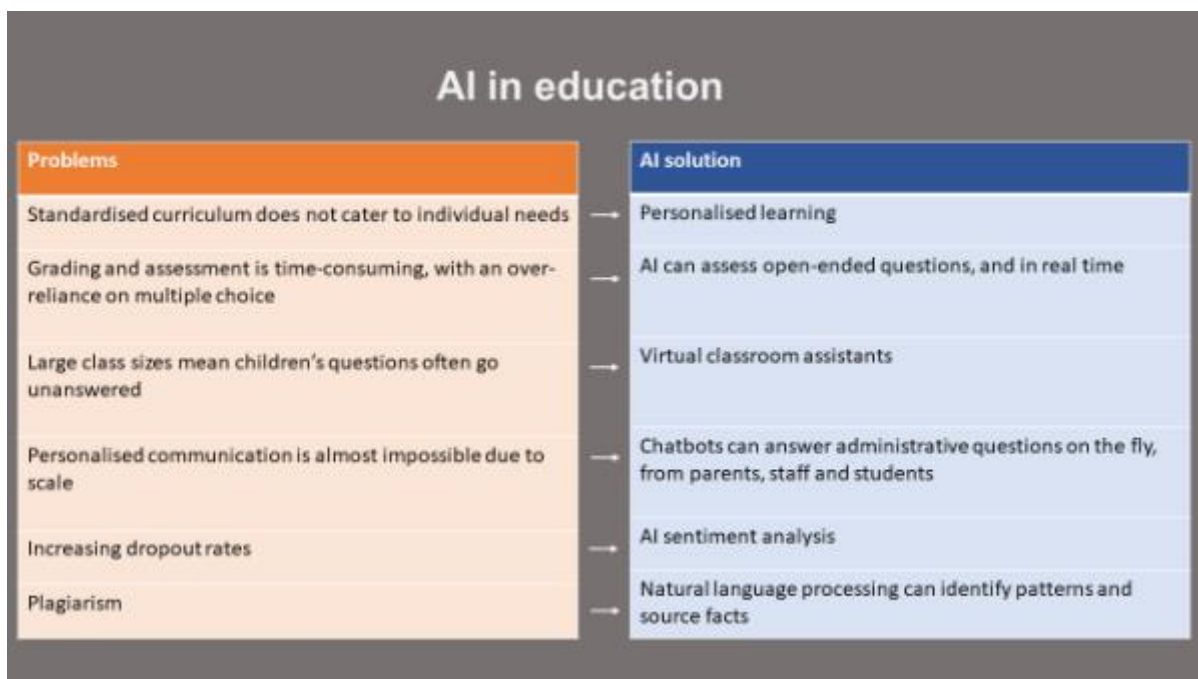 AI in education
Problems
AI solution
Standardised curriculum does not cater to individual needs
Personalised learning
Grading and assessment is time-consuming, with an over-
reliance on multiple choice
AI can assess open-ended questions, and in real time
Large class sizes mean children's questions often go
unanswered
Virtual classroom assistants
Personalised communication is almost impossible due to
scale
Chatbots can answer administrative questions on the fly,
from parents, staff and students
Increasing dropout rates
AI sentiment analysis
Plagiarism
Natural language processing can identify patterns and
source facts